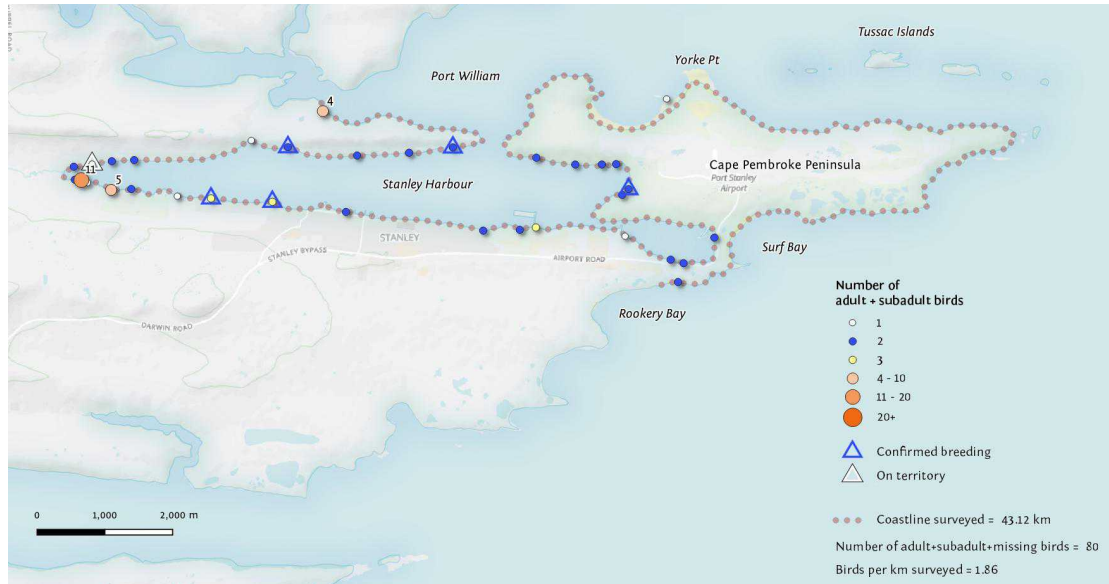 Tussac Islands
Yorke Pt
Port William
4
Cape Pembroke Peninsula
Port Stanley
Airport
11
5
Stanley Harbour
STANLEY
STANLEY BYPASS
AIRPORT ROAD
Surf Bay
Rookery Bay
DARWIN ROAD
Number of
adult + subadult birds
1
2
3
4 - 10
11 - 20
20+
Confirmed breeding
On territory
0 1,000 2,000 m
Coastline surveyed = 43.12 km
Number of adult+subadult+missing birds = 80
Birds per km surveyed = 1.86